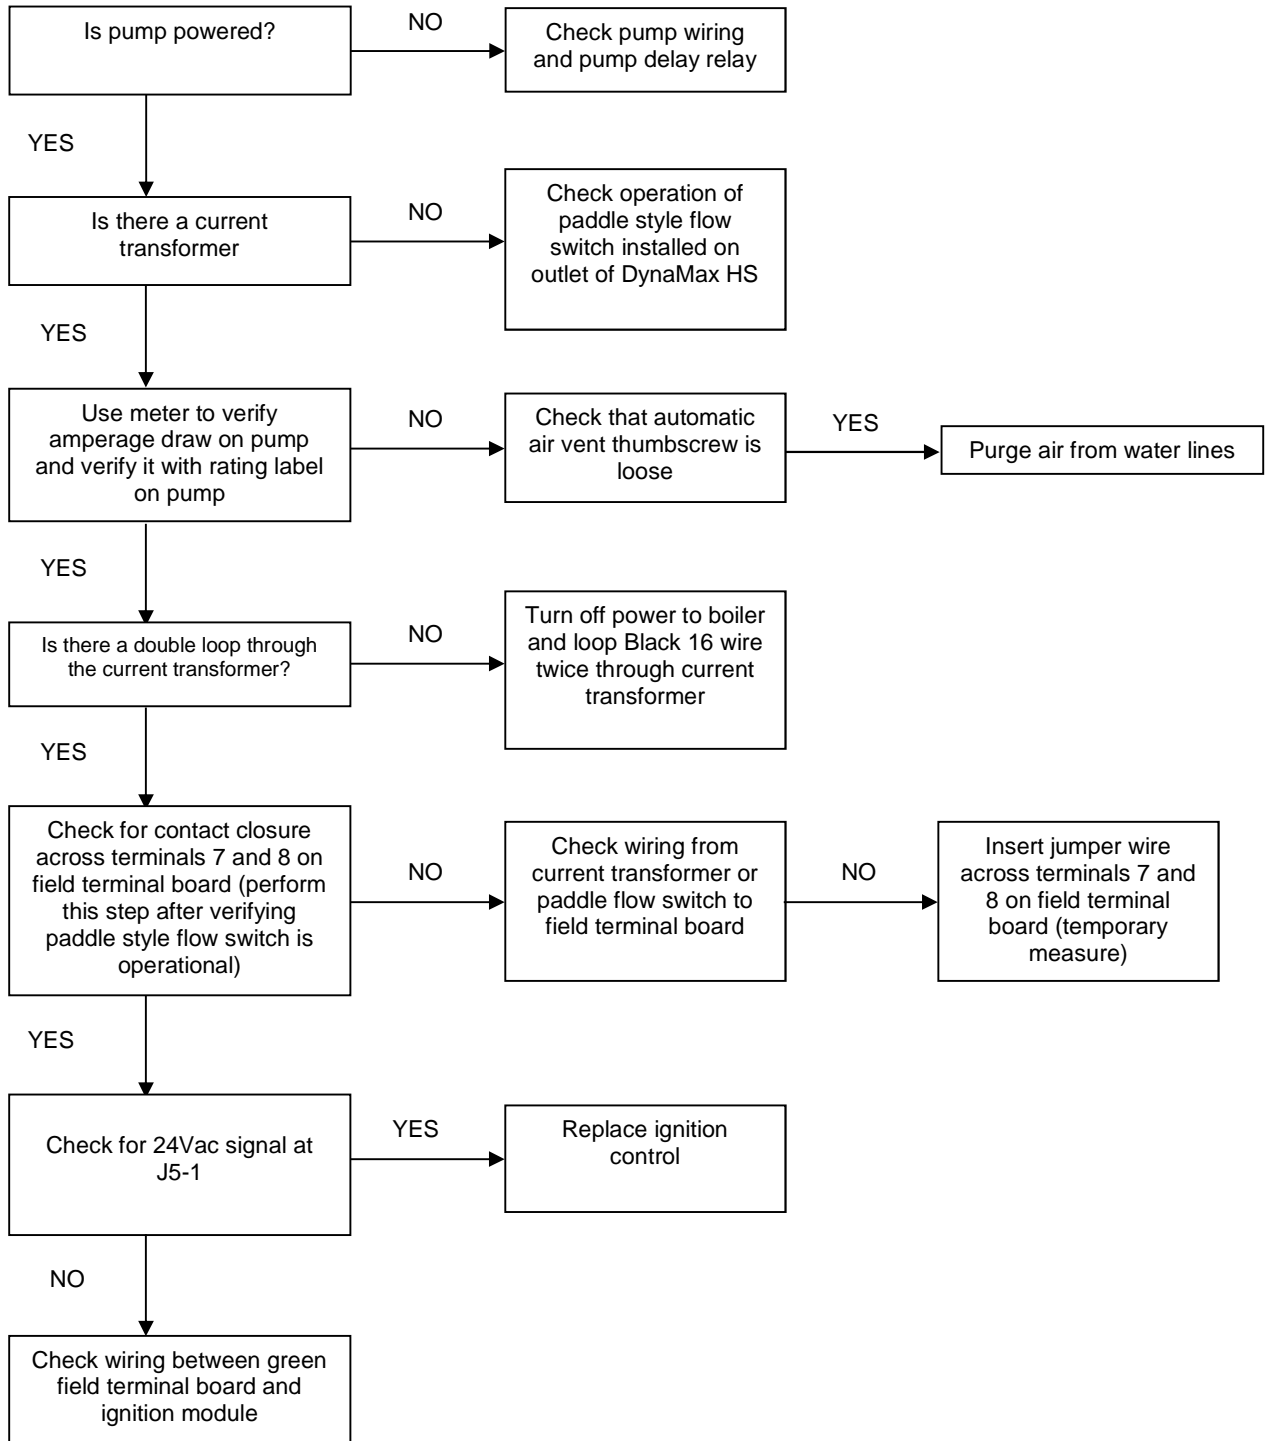 Is pump powered?
NO
Check pump wiring
and pump delay relay
YES
Is there a current
transformer
NO
Check operation of
paddle style flow
switch installed on
outlet of DynaMax HS
YES
Use meter to verify
amperage draw on pump
and verify it with rating label
on pump
NO
Check that automatic
air vent thumbscrew is
loose
YES
Purge air from water lines
YES
Is there a double loop through
the current transformer?
NO
Turn off power to boiler
and loop Black 16 wire
twice through current
transformer
YES
Check for contact closure
across terminals 7 and 8 on
field terminal board (perform
this step after verifying
paddle style flow switch is
operational)
NO
Check wiring from
current transformer or
paddle flow switch to
field terminal board
NO
Insert jumper wire
across terminals 7 and
8 on field terminal
board (temporary
measure)
YES
Check for 24Vac signal at
J5-1
YES
Replace ignition
control
NO
Check wiring between green
field terminal board and
ignition module